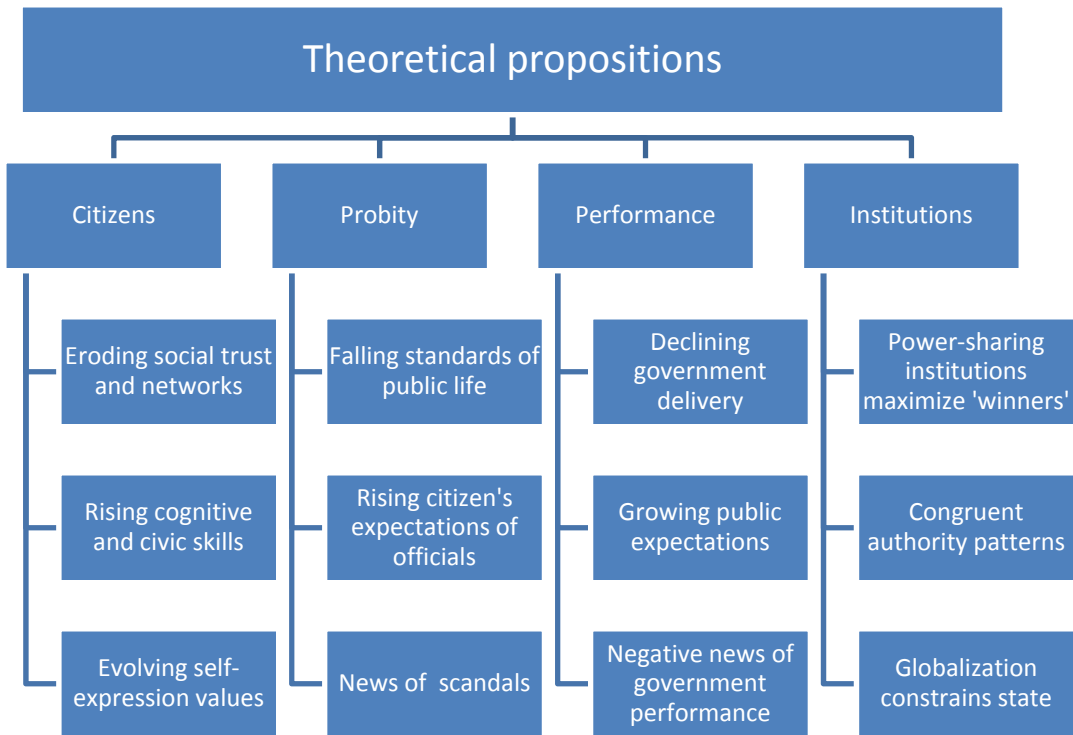 Theoretical propositions
Citizens
Probity
Performance
Institutions
Eroding social trust
and networks
Falling standards of
public life
Declining
government
delivery
Power-sharing
institutions
maximize 'winners'
Rising cognitive
and civic skills
Rising citizen's
expectations of
officials
Growing public
expectations
Congruent
authority patterns
Evolving self-
expression values
News of  scandals
Negative news of
government
performance
Globalization
constrains state